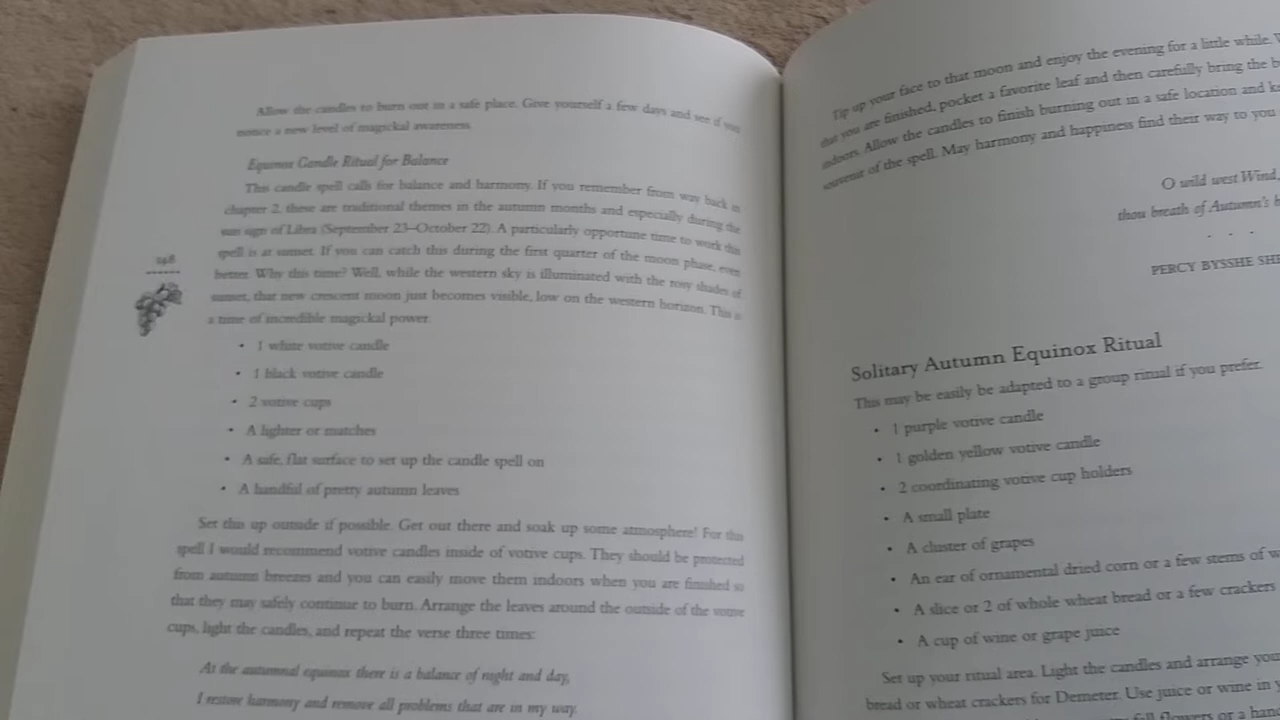 Allow the candles to burn out in a safe place. Give yourself a few days and see if you
notice a new level of magickal awareness.
Equinox Candle Ritual for Balance
This candle spell calls for balance and harmony. If you remember from way back in
chapter 2, these are traditional themes in the autumn months and especially during the
sun sign of Libra (September 23–October 22). A particularly opportune time to work this
spell is at sunset. If you can catch this during the first quarter of the moon phase, even
better. Why this time? Well, while the western sky is illuminated with the rosy shades of
sunset, that new crescent moon just becomes visible, low on the western horizon. This is
a time of incredible magickal power.
198
• 1 white votive candle
• 1 black votive candle
• 2 votive cups
• A lighter or matches
• A safe, flat surface to set up the candle spell on
• A handful of pretty autumn leaves
Set this up outside if possible. Get out there and soak up some atmosphere! For this
spell I would recommend votive candles inside of votive cups. They should be protected
from autumn breezes and you can easily move them indoors when you are finished so
that they may safely continue to burn. Arrange the leaves around the outside of the votive
cups, light the candles, and repeat the verse three times:
At the autumnal equinox there is a balance of night and day,
I restore harmony and remove all problems that are in my way.
Tip up your face to that moon and enjoy the evening for a little while.
that you are finished, pocket a favorite leaf and then carefully bring the
indoors. Allow the candles to finish burning out in a safe location and
souvenir of the spell. May harmony and happiness find their way to you
O wild west Wind,
thou breath of Autumn's
. . .
PERCY BYSSHE
Solitary Autumn Equinox Ritual
This may be easily be adapted to a group ritual if you prefer.
• 1 purple votive candle
• 1 golden yellow votive candle
• 2 coordinating votive cup holders
• A small plate
• A cluster of grapes
• An ear of ornamental dried corn or a few stems of
• A slice or 2 of whole wheat bread or a few crackers
• A cup of wine or grape juice
Set up your ritual area. Light the candles and arrange
bread or wheat crackers for Demeter. Use juice or wine in
flowers or a